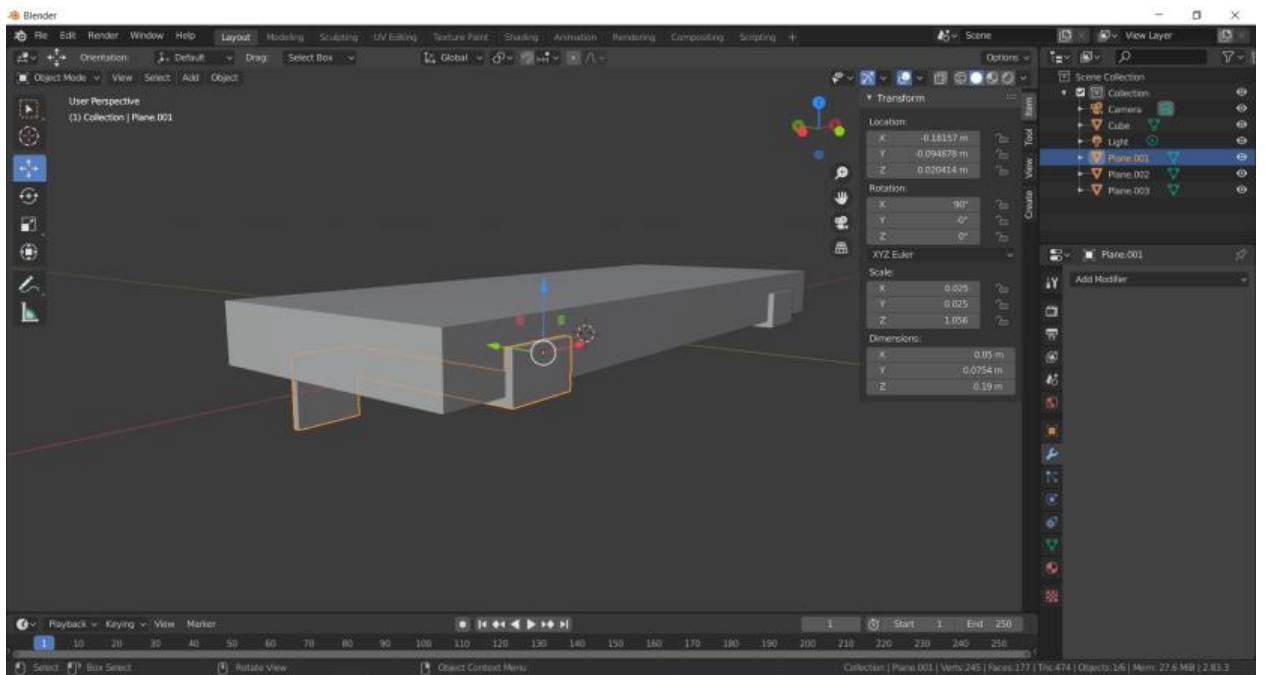 Blender
File Edit Render Window Help Layout Modeling Sculpting UV Editing Texture Paint Shading Animation Rendering Compositing Scripting + Scene View Layer
Orientation: Default Drag: Select Box Global Options
Object Mode View Select Add Object
Scene Collection
Collection
Camera
Cube
Light
Plane.001
Plane.002
Plane.003
User Perspective
(1) Collection | Plane.001
Transform
Location:
X -0.18157 m
Y -0.094878 m
Z 0.020414 m
Rotation:
X 90°
Y -0°
Z 0°
XYZ Euler
Scale:
X 0.025
Y 0.025
Z 1.056
Dimensions:
X 0.05 m
Y 0.0754 m
Z 0.19 m
Item
Tool
View
Create
Plane.001
Add Modifier
Playback Keying View Marker 1 Start 1 End 250
1 10 20 30 40 50 60 70 80 90 100 110 120 130 140 150 160 170 180 190 200 210 220 230 240 250
Select Box Select Rotate View Object Context Menu Collection | Plane.001 | Verts:245 | Faces:177 | Tris:474 | Objects:1/6 | Mem: 27.6 MiB | 2.83.3